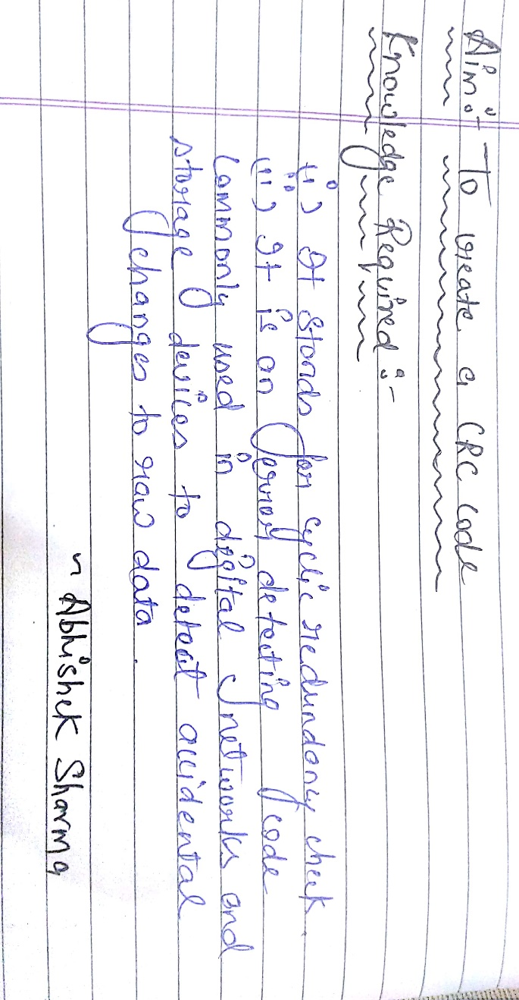 Aim :- To create a CRC code
Knowledge Required :-
(i) It stands for cyclic redundancy check.
(ii) It is an error detecting code
commonly used in digital networks and
storage devices to detect accidental
changes to raw data.
~ Abhishek Sharma